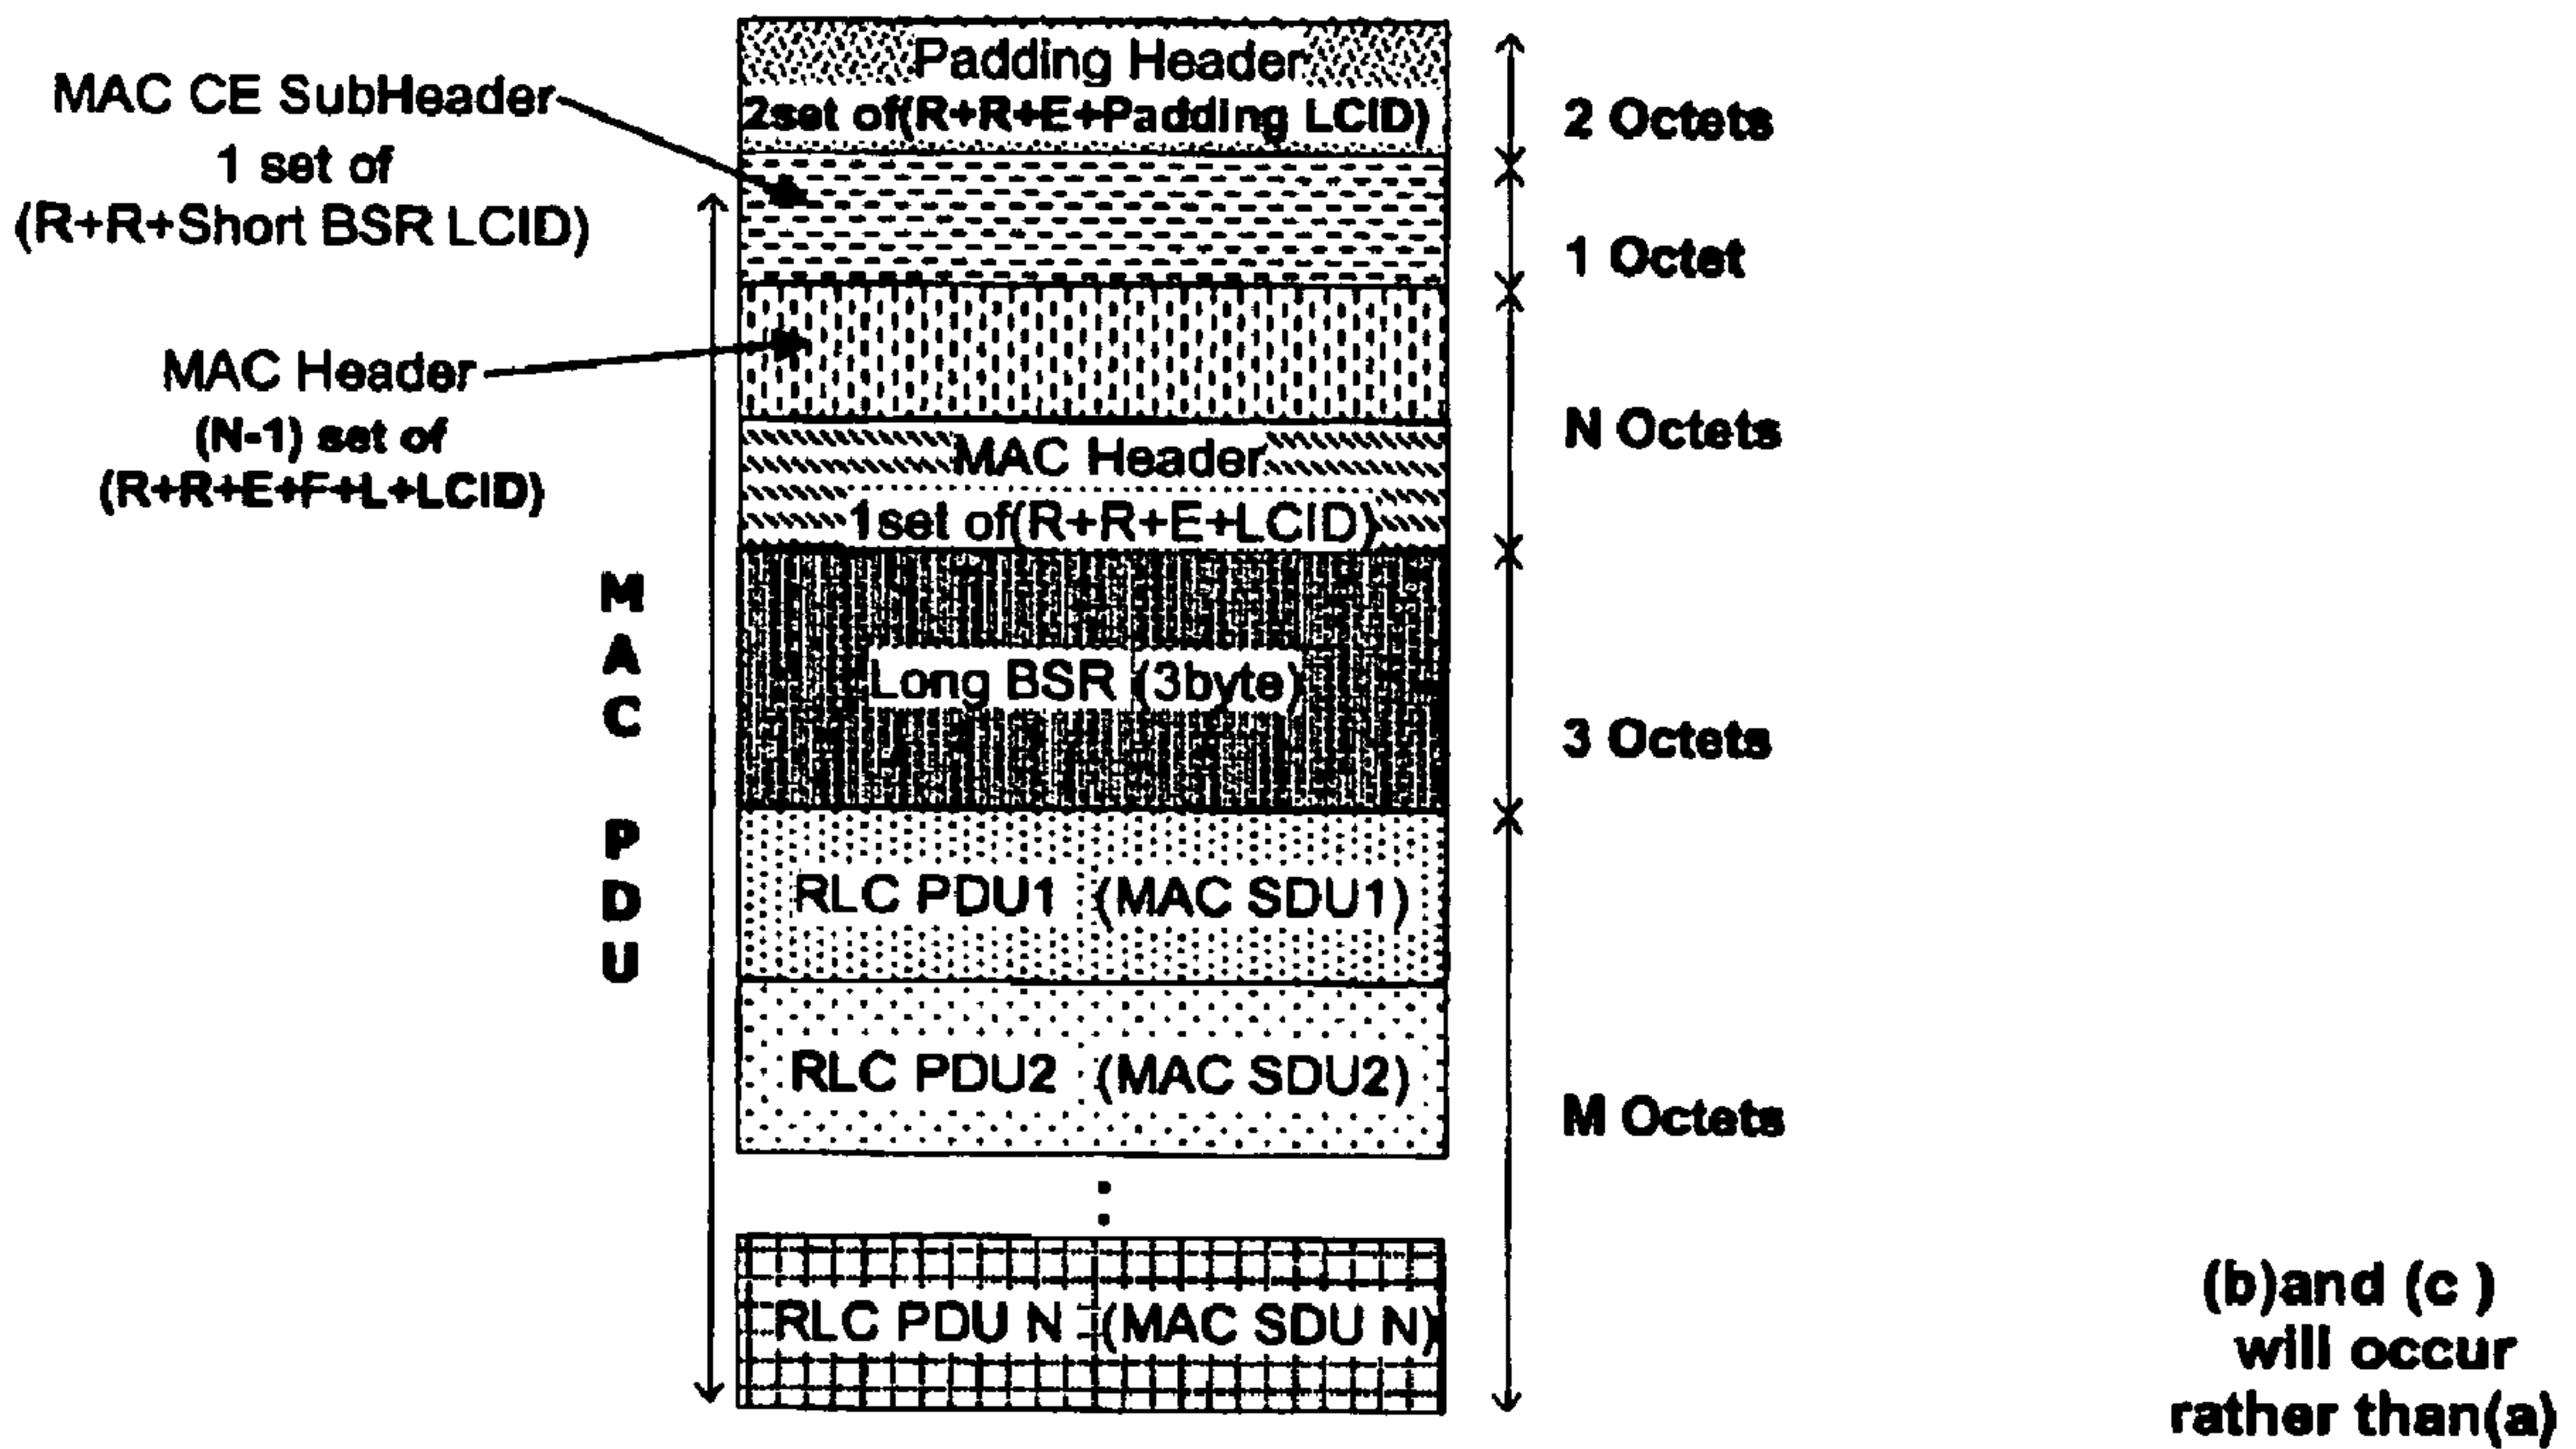 Padding Header
2set of(R+R+E+Padding LCID)
2 Octets
MAC CE SubHeader
1 set of
(R+R+Short BSR LCID)
1 Octet
MAC Header
(N-1) set of
(R+R+E+F+L+LCID)
N Octets
MAC Header
1set of(R+R+E+LCID)
MAC PDU
Long BSR (3byte)
3 Octets
RLC PDU1 (MAC SDU1)
RLC PDU2 (MAC SDU2)
M Octets
:
RLC PDU N (MAC SDU N)
(b)and (c )
will occur
rather than(a)